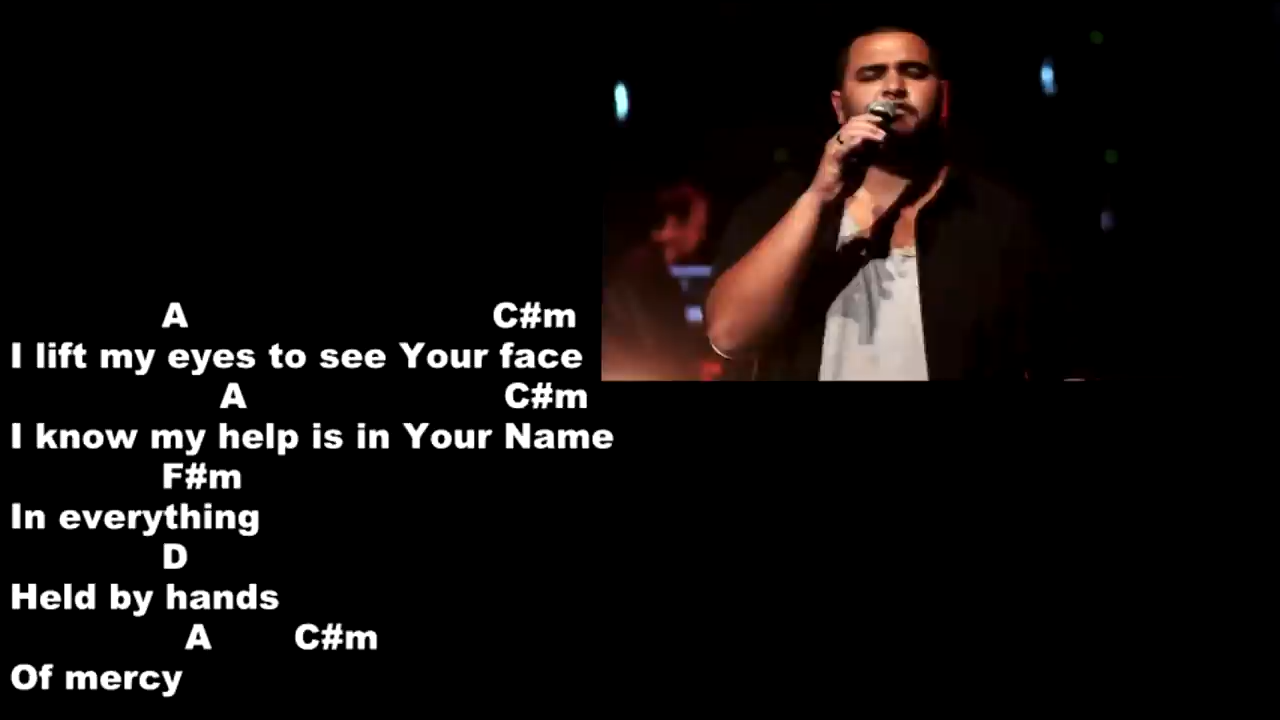 A C#m
I lift my eyes to see Your face
A C#m
I know my help is in Your Name
F#m
In everything
D
Held by hands
A C#m
Of mercy